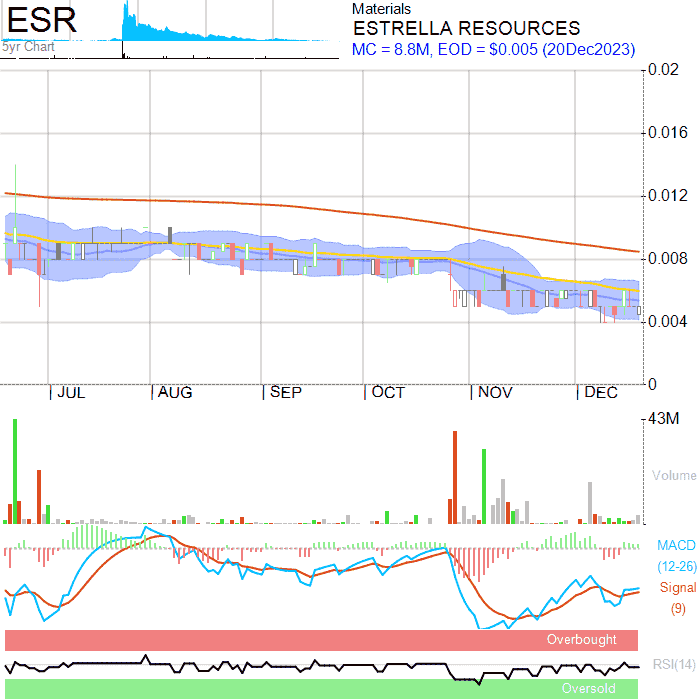 ESR
5yr Chart
Materials
ESTRELLA RESOURCES
MC = 8.8M, EOD = $0.005 (20Dec2023)
0.02
0.016
0.012
0.008
0.004
0
JUL
AUG
SEP
OCT
NOV
DEC
43M
Volume
MACD
(12-26)
Signal
(9)
Overbought
RSI(14)
Oversold